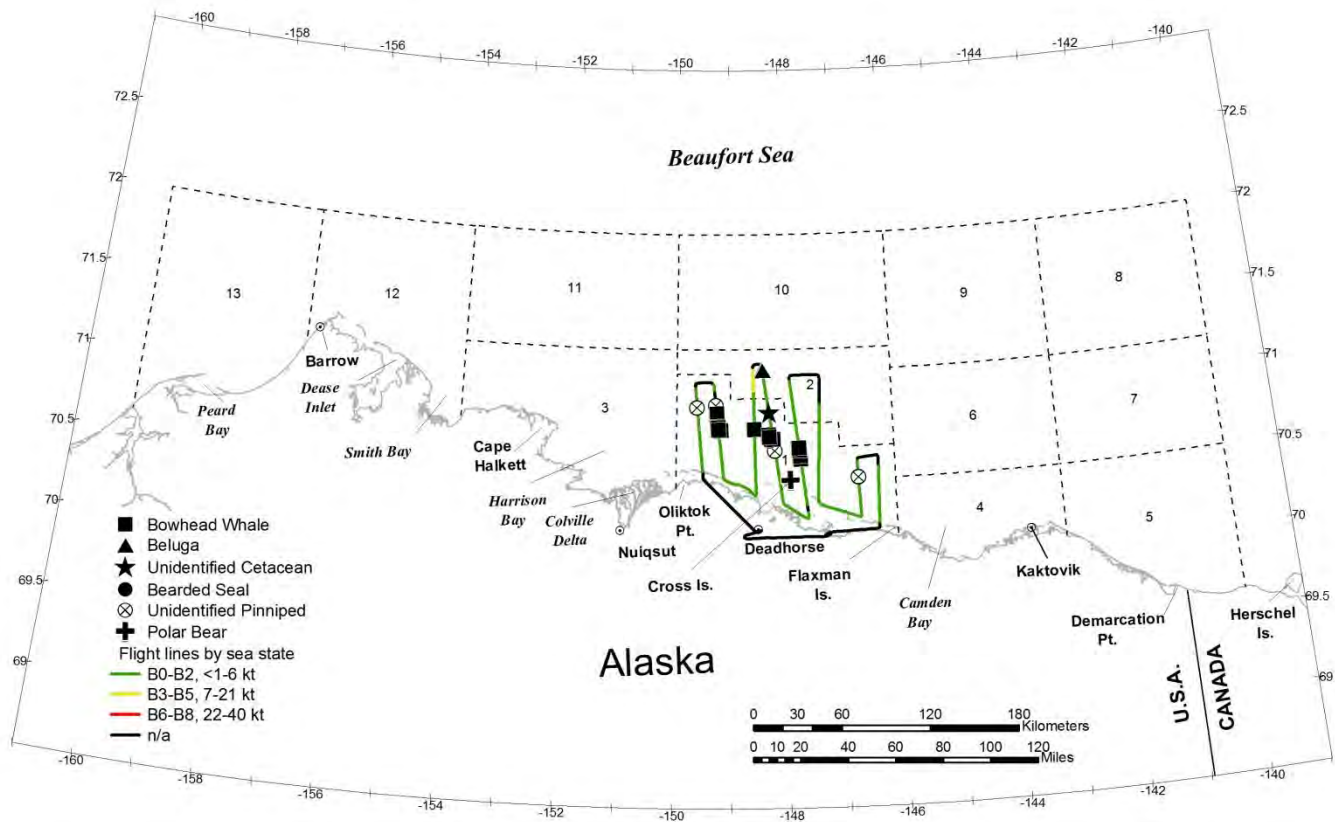 -160
-158
-156
-154
-152
-150
-148
-146
-144
-142
-140
72.5
72.5
Beaufort Sea
72
72
71.5
71.5
13
12
11
10
9
8
71
71
Barrow
Dease
Inlet
Peard
Bay
Smith Bay
3
2
6
7
70.5
70.5
Cape
Halkett
1
Harrison
Bay
Colville
Delta
Oliktok
Pt.
4
5
70
70
Nuiqsut
Deadhorse
Cross Is.
Flaxman
Is.
Camden
Bay
Kaktovik
Demarcation
Pt.
Herschel
Is.
69.5
69.5
Bowhead Whale
Beluga
Unidentified Cetacean
Bearded Seal
Unidentified Pinniped
Polar Bear
Flight lines by sea state
B0-B2, <1-6 kt
B3-B5, 7-21 kt
B6-B8, 22-40 kt
n/a
69
69
Alaska
U.S.A.
CANADA
0 30 60 120 180
Kilometers
Miles
0 10 20 40 60 80 100 120
-160
-158
-156
-154
-152
-150
-148
-146
-144
-142
-140